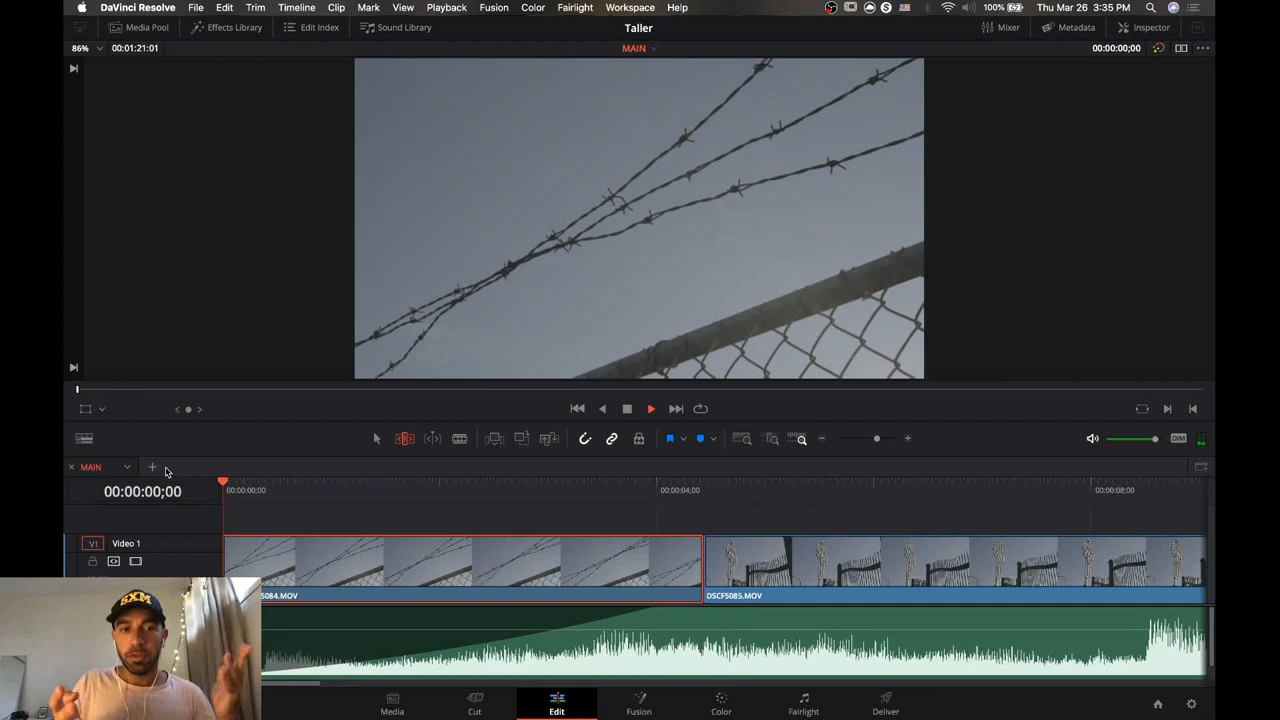 DaVinci Resolve File Edit Trim Timeline Clip Mark View Playback Fusion Color Fairlight Workspace Help 100% Thu Mar 26 3:35 PM
Media Pool Effects Library Edit Index Sound Library Taller Mixer Metadata Inspector
86% 00:01:21:01 MAIN 00:00:00;00
DIM
MAIN
00:00:00;00 00:00:00;00 00:00:04;00 00:00:08;00
V1 Video 1
5084.MOV DSCF5085.MOV
SXM
Media Cut Edit Fusion Color Fairlight Deliver